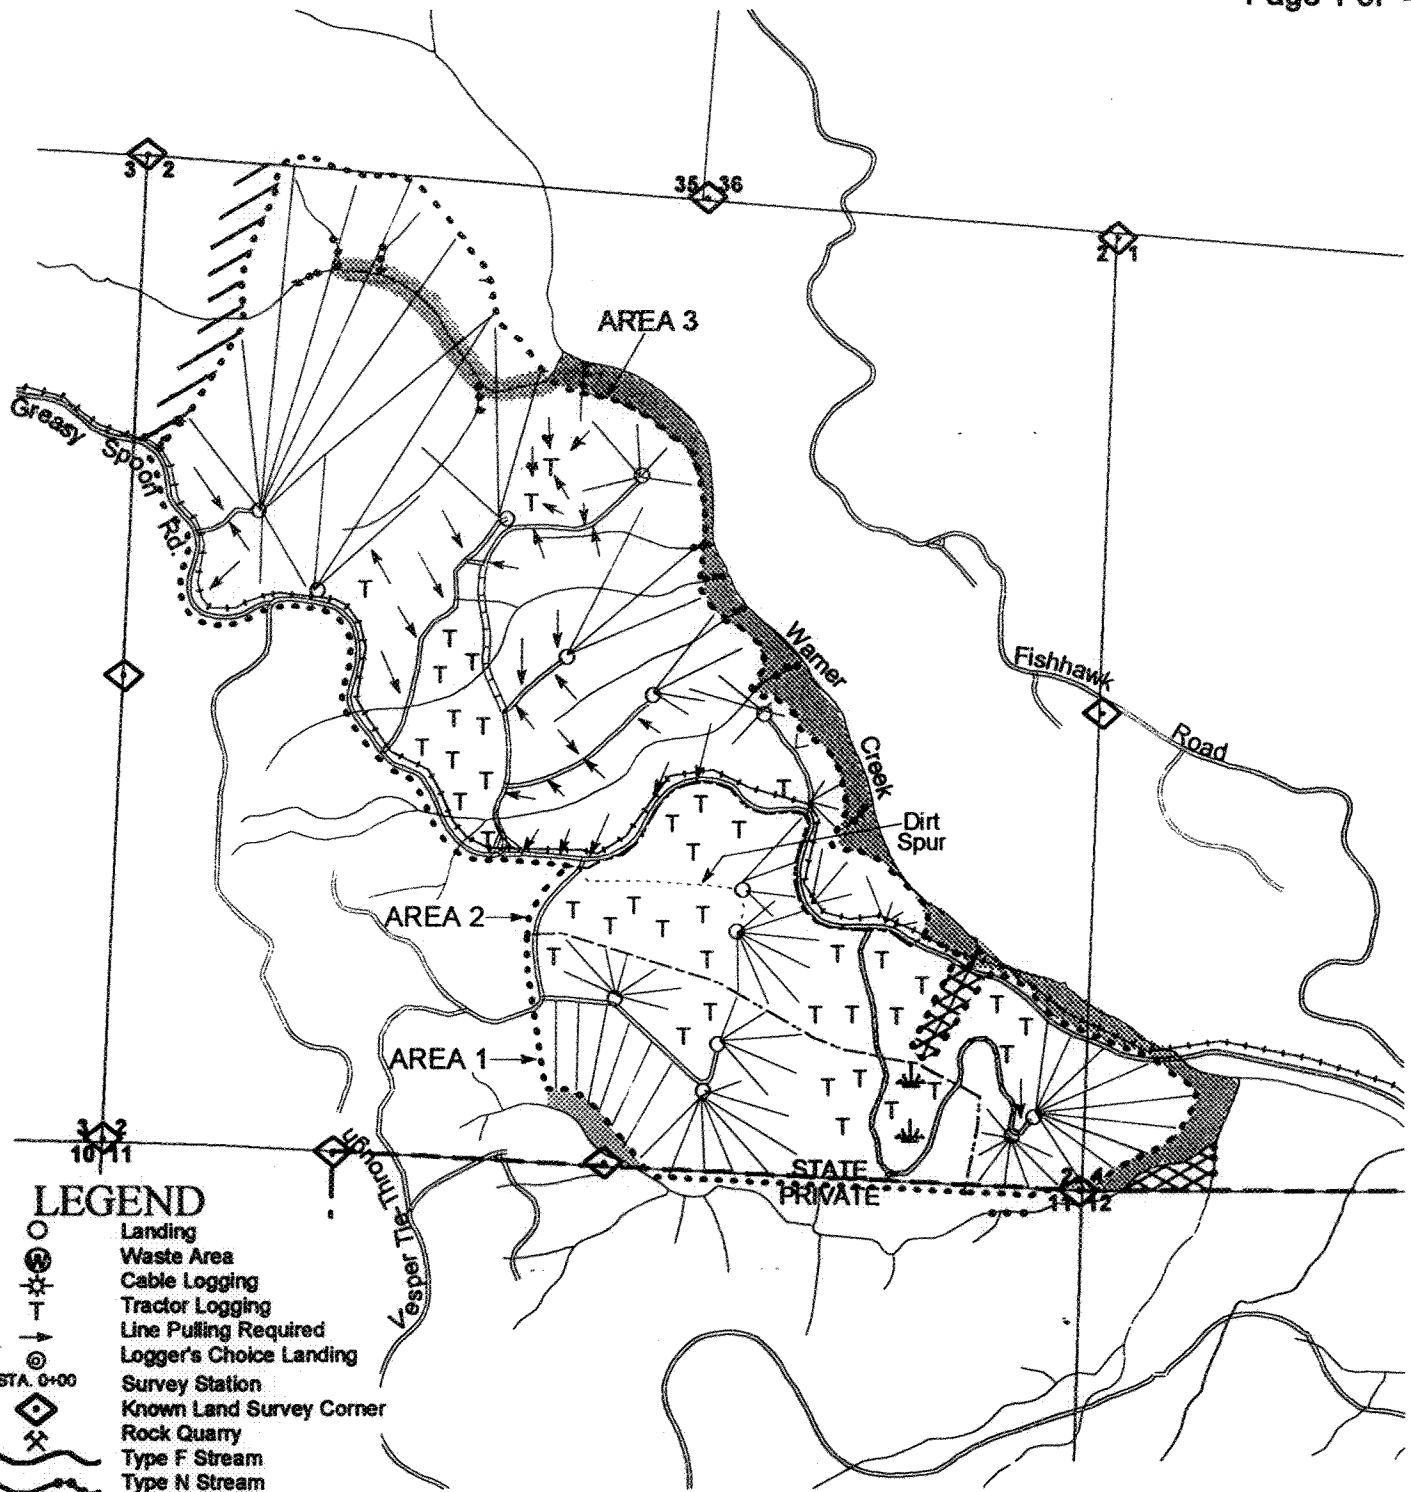 Page 1 of
3 2
35 36
2 1
AREA 3
Greasy Spoon Rd.
T
T
T
T
T
T
T
T
T
T
T
T
T
T
Warner Creek
Fishhawk Road
T
T
T
T
T
Dirt
Spur
AREA 2
T T T T
T T
T T T
T T T T
T T T
AREA 1
T
T T T
T T
3 2
10 11
STATE
PRIVATE
11 12
Vesper Tie-Through
LEGEND
Landing
W Waste Area
Cable Logging
T Tractor Logging
Line Pulling Required
Logger's Choice Landing
STA. 0+00 Survey Station
Known Land Survey Corner
Rock Quarry
Type F Stream
Type N Stream